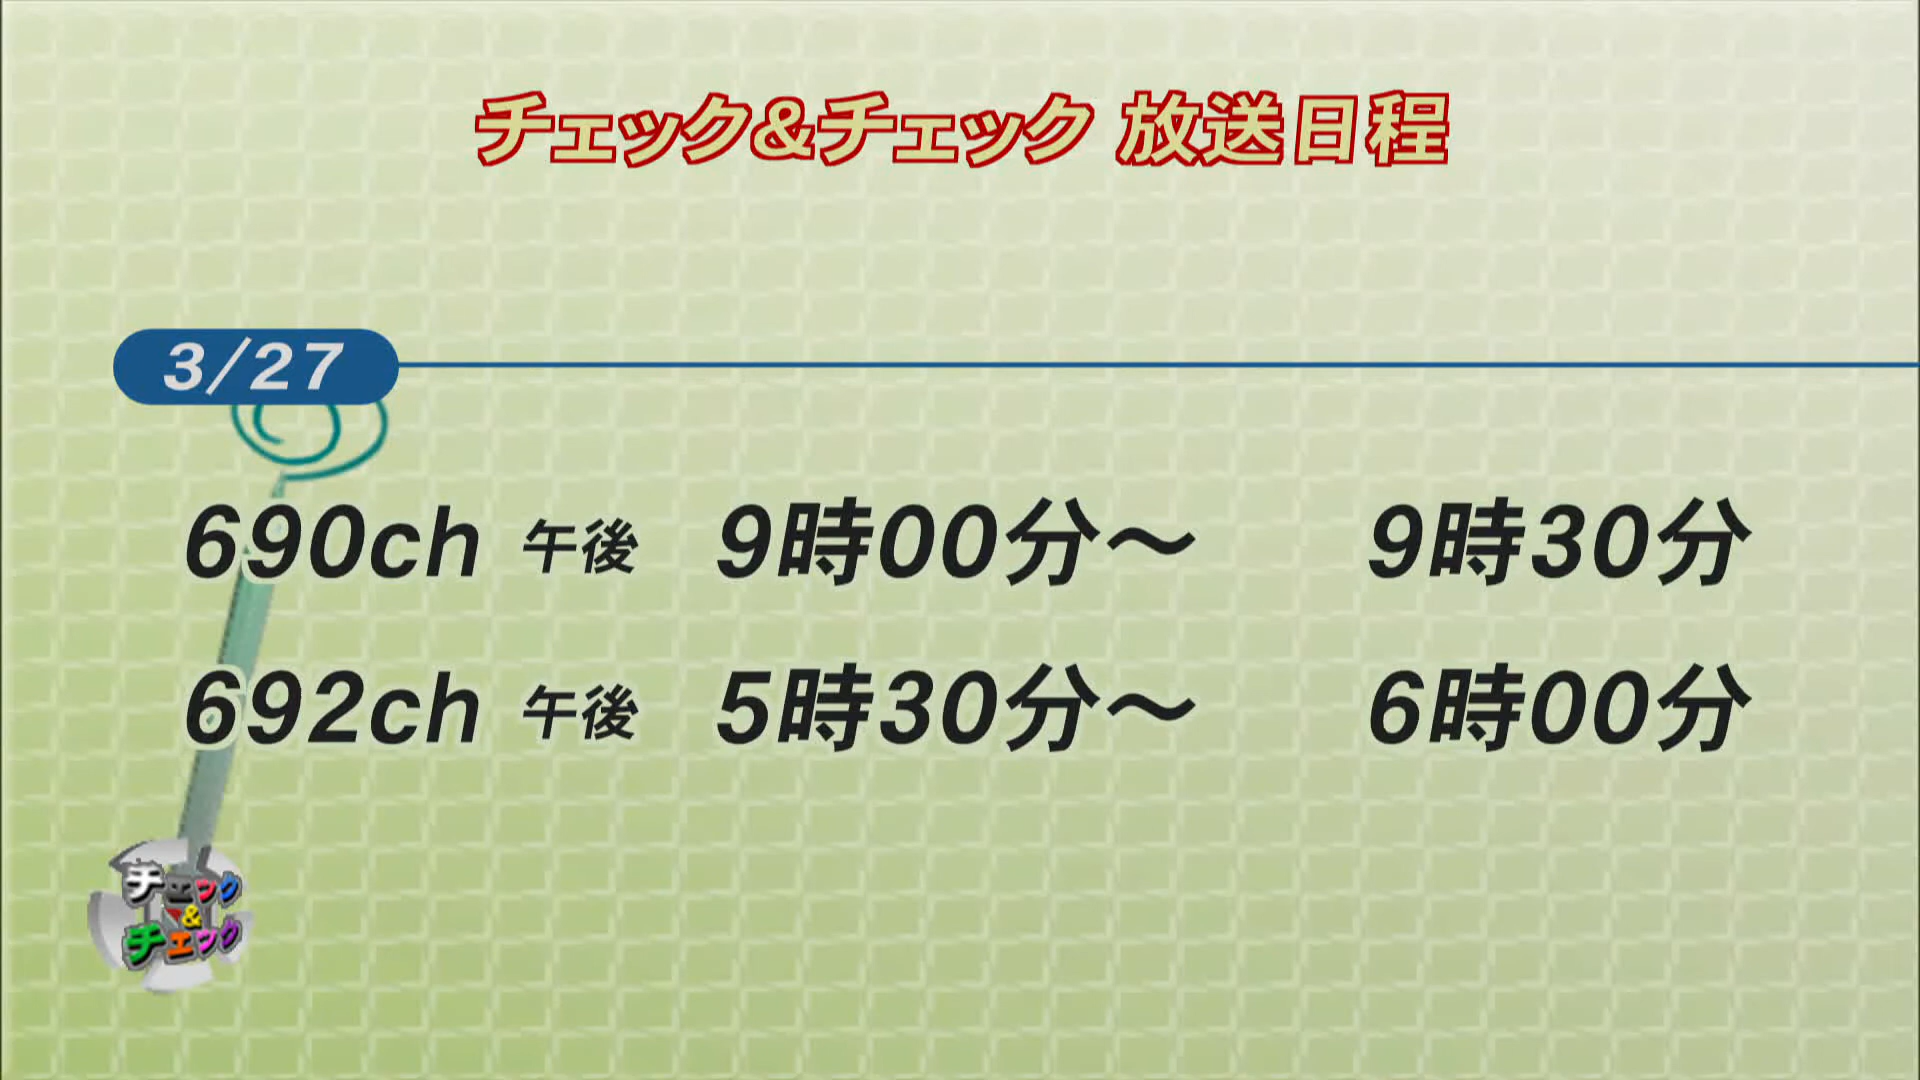 チェック&チェック 放送日程
3/27
690ch 午後 9時00分〜 9時30分
692ch 午後 5時30分〜 6時00分
チェック
&
チェック